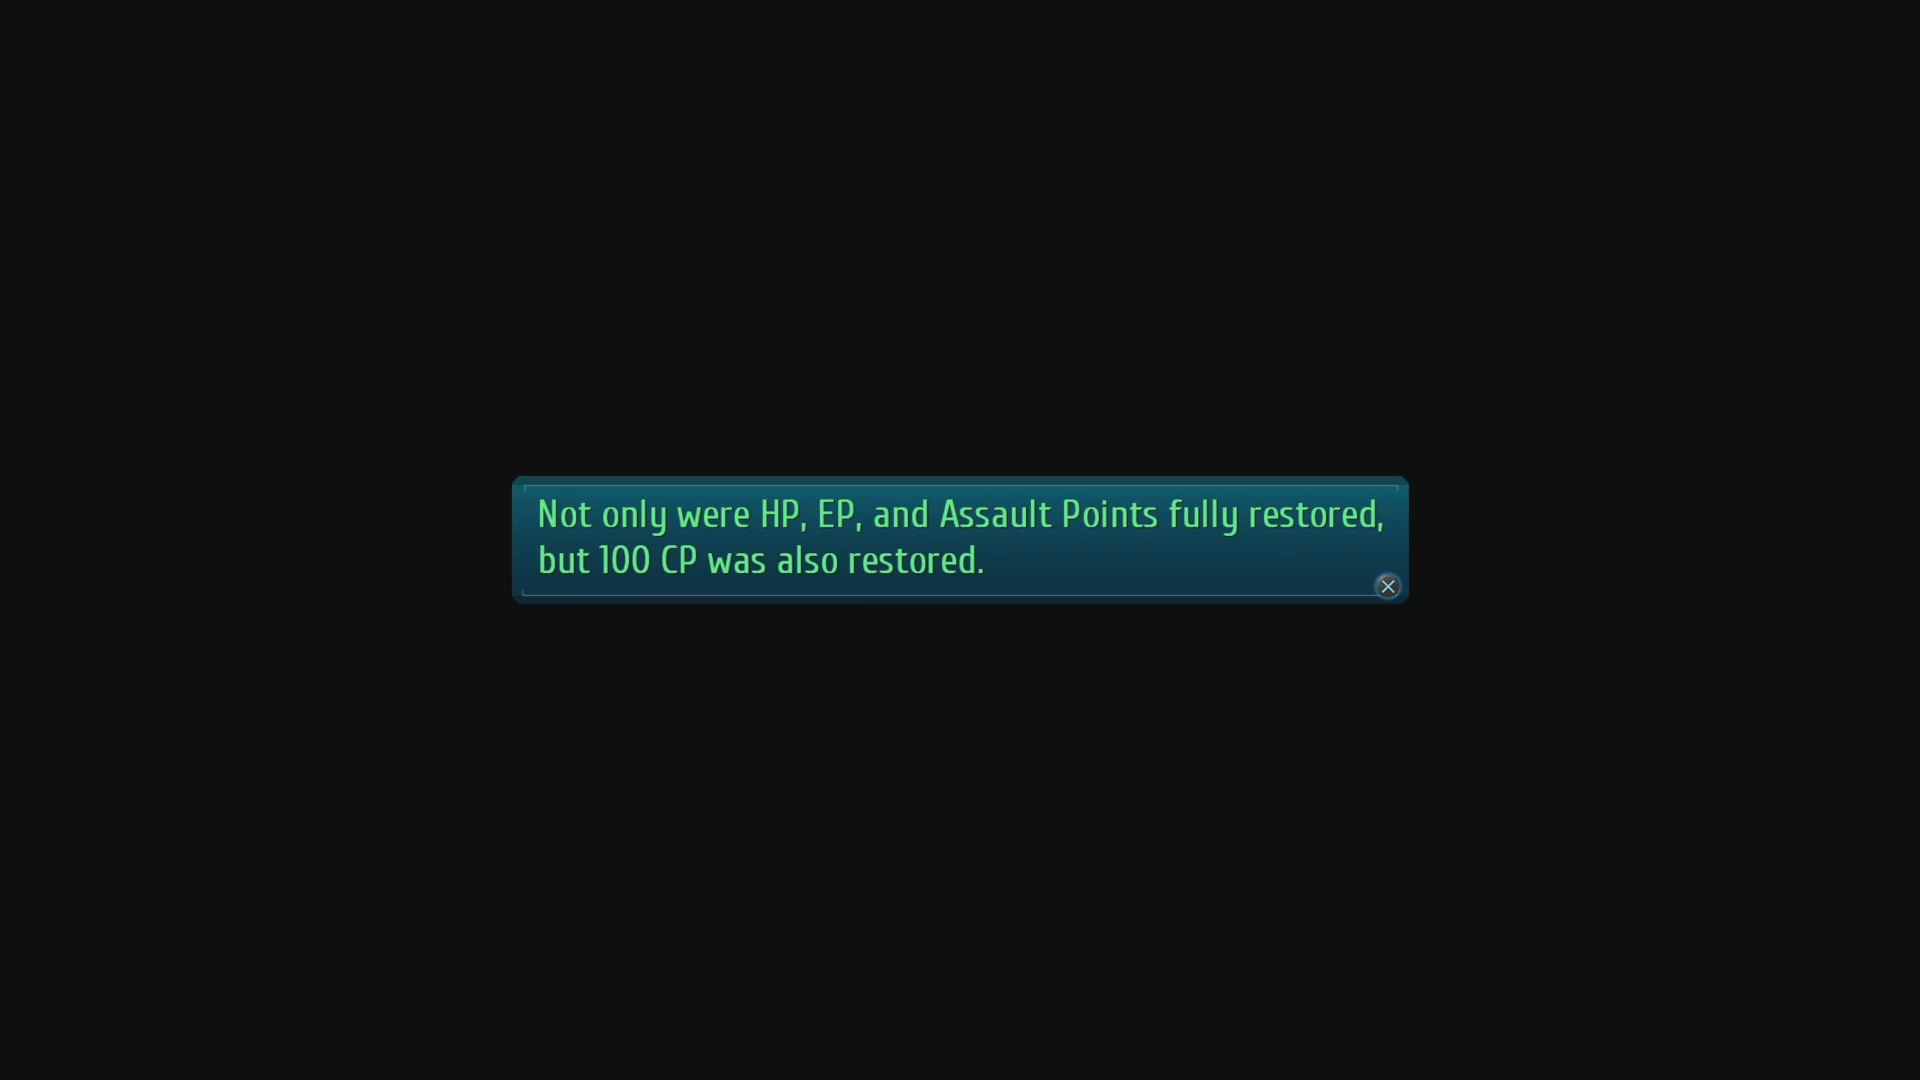 Not only were HP, EP, and Assault Points fully restored,
but 100 CP was also restored.